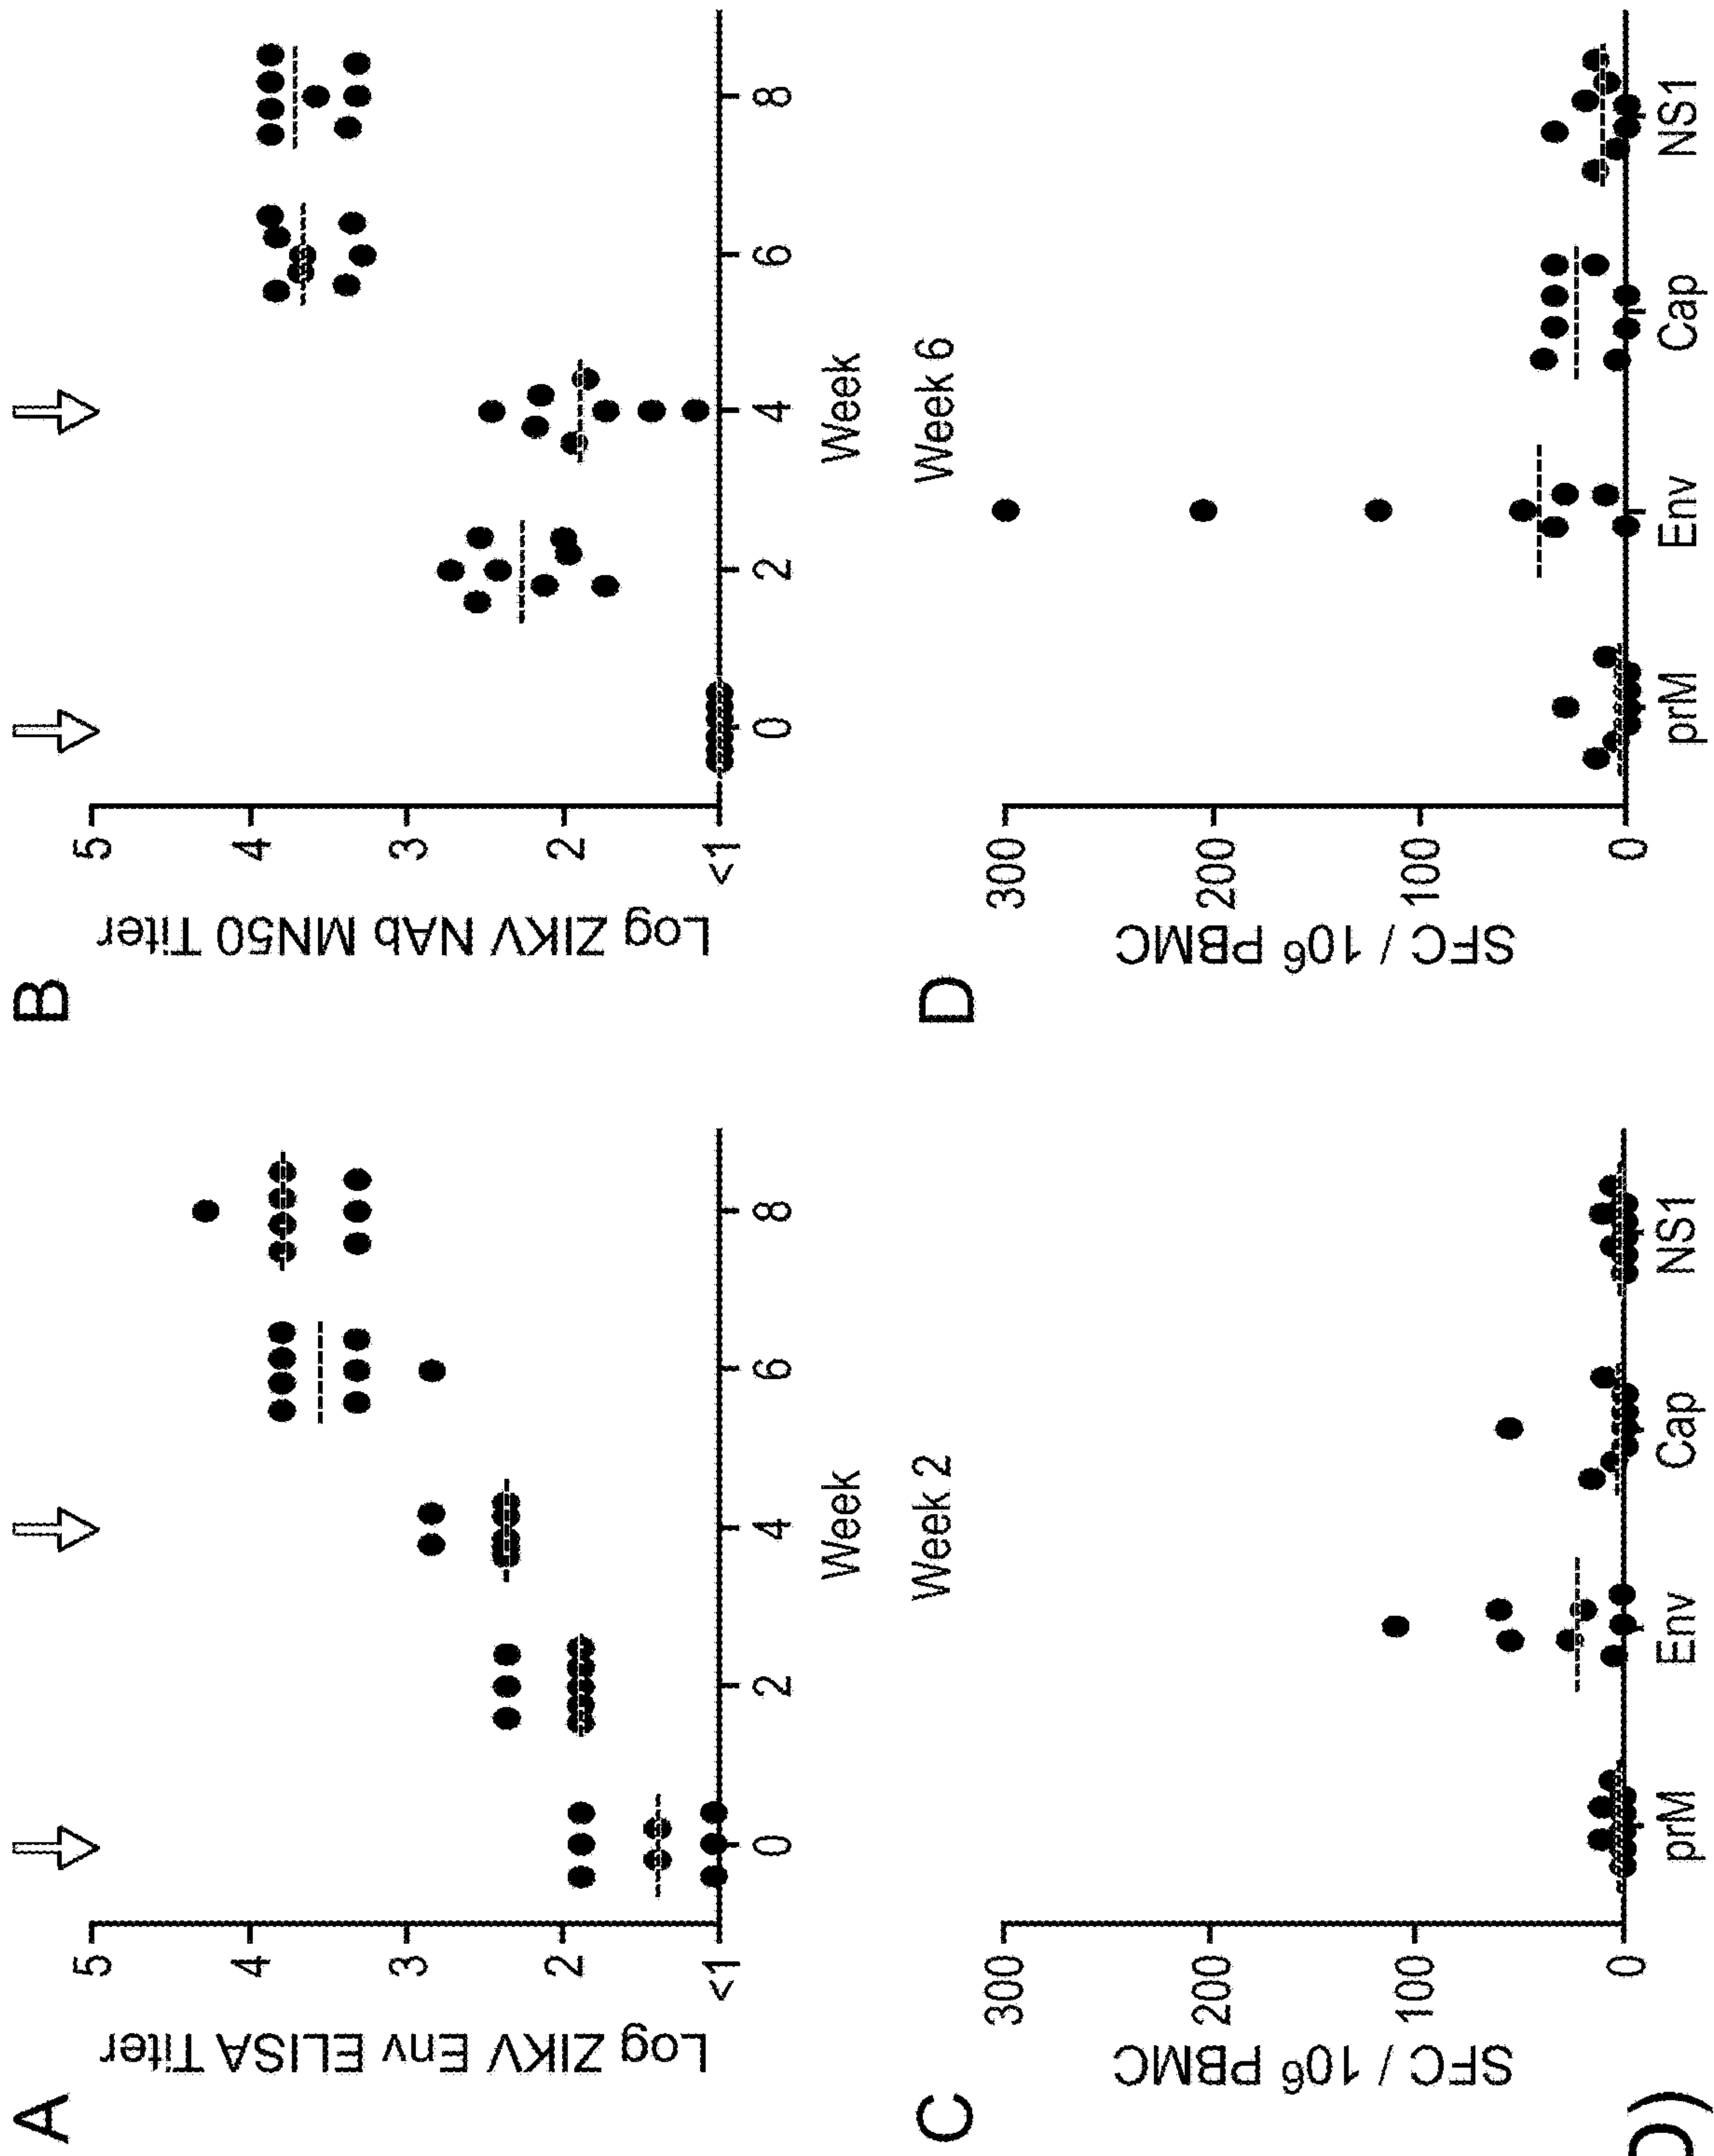 A
Log ZIKV Env ELISA Titer
5
4
3
2
<1
0 2 4 6 8
Week
B
Log ZIKV NAb MN50 Titer
5
4
3
2
<1
0 2 4 6 8
Week
C
Week 2
SFC / 10⁶ PBMC
300
200
100
0
prM Env Cap NS1
D
Week 6
SFC / 10⁶ PBMC
300
200
100
0
prM Env Cap NS1